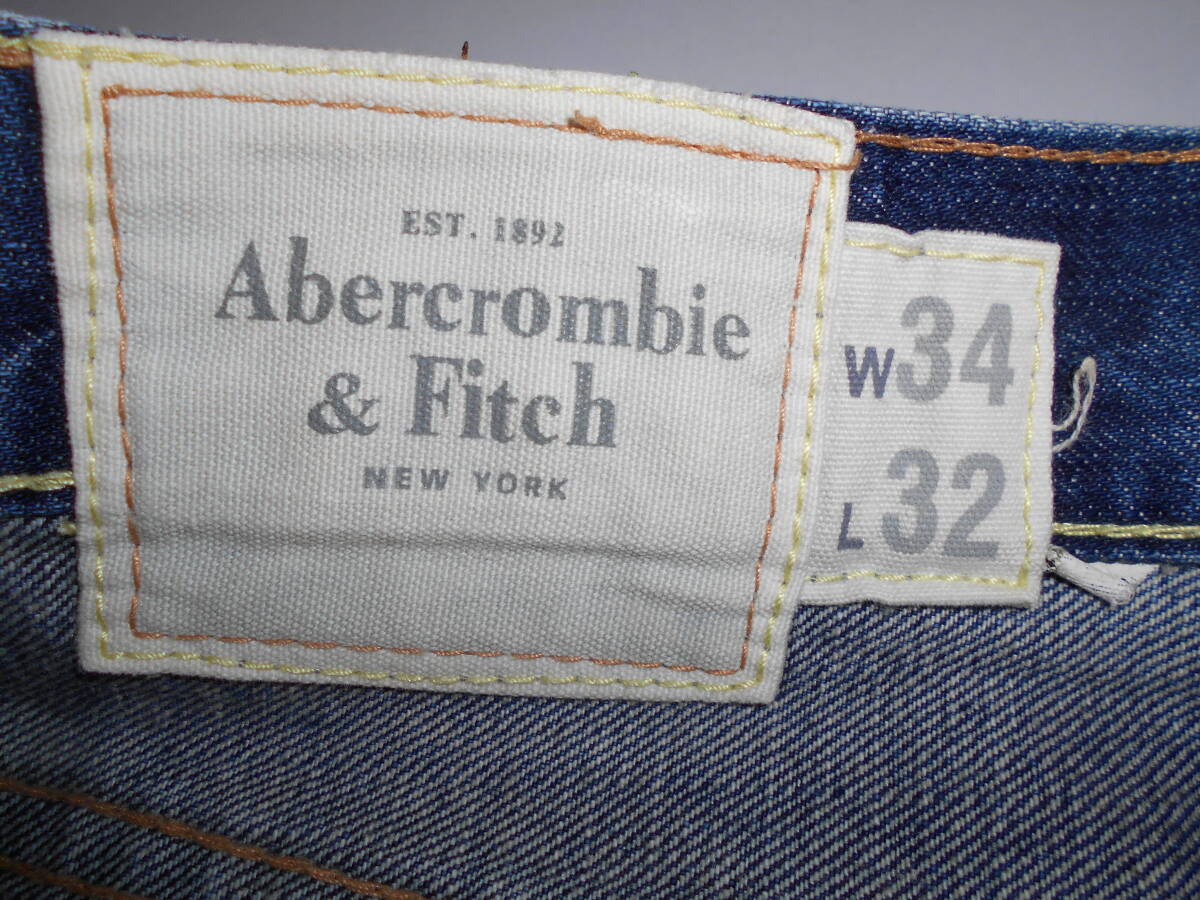 EST. 1892
Abercrombie
& Fitch
NEW YORK
W34
L32